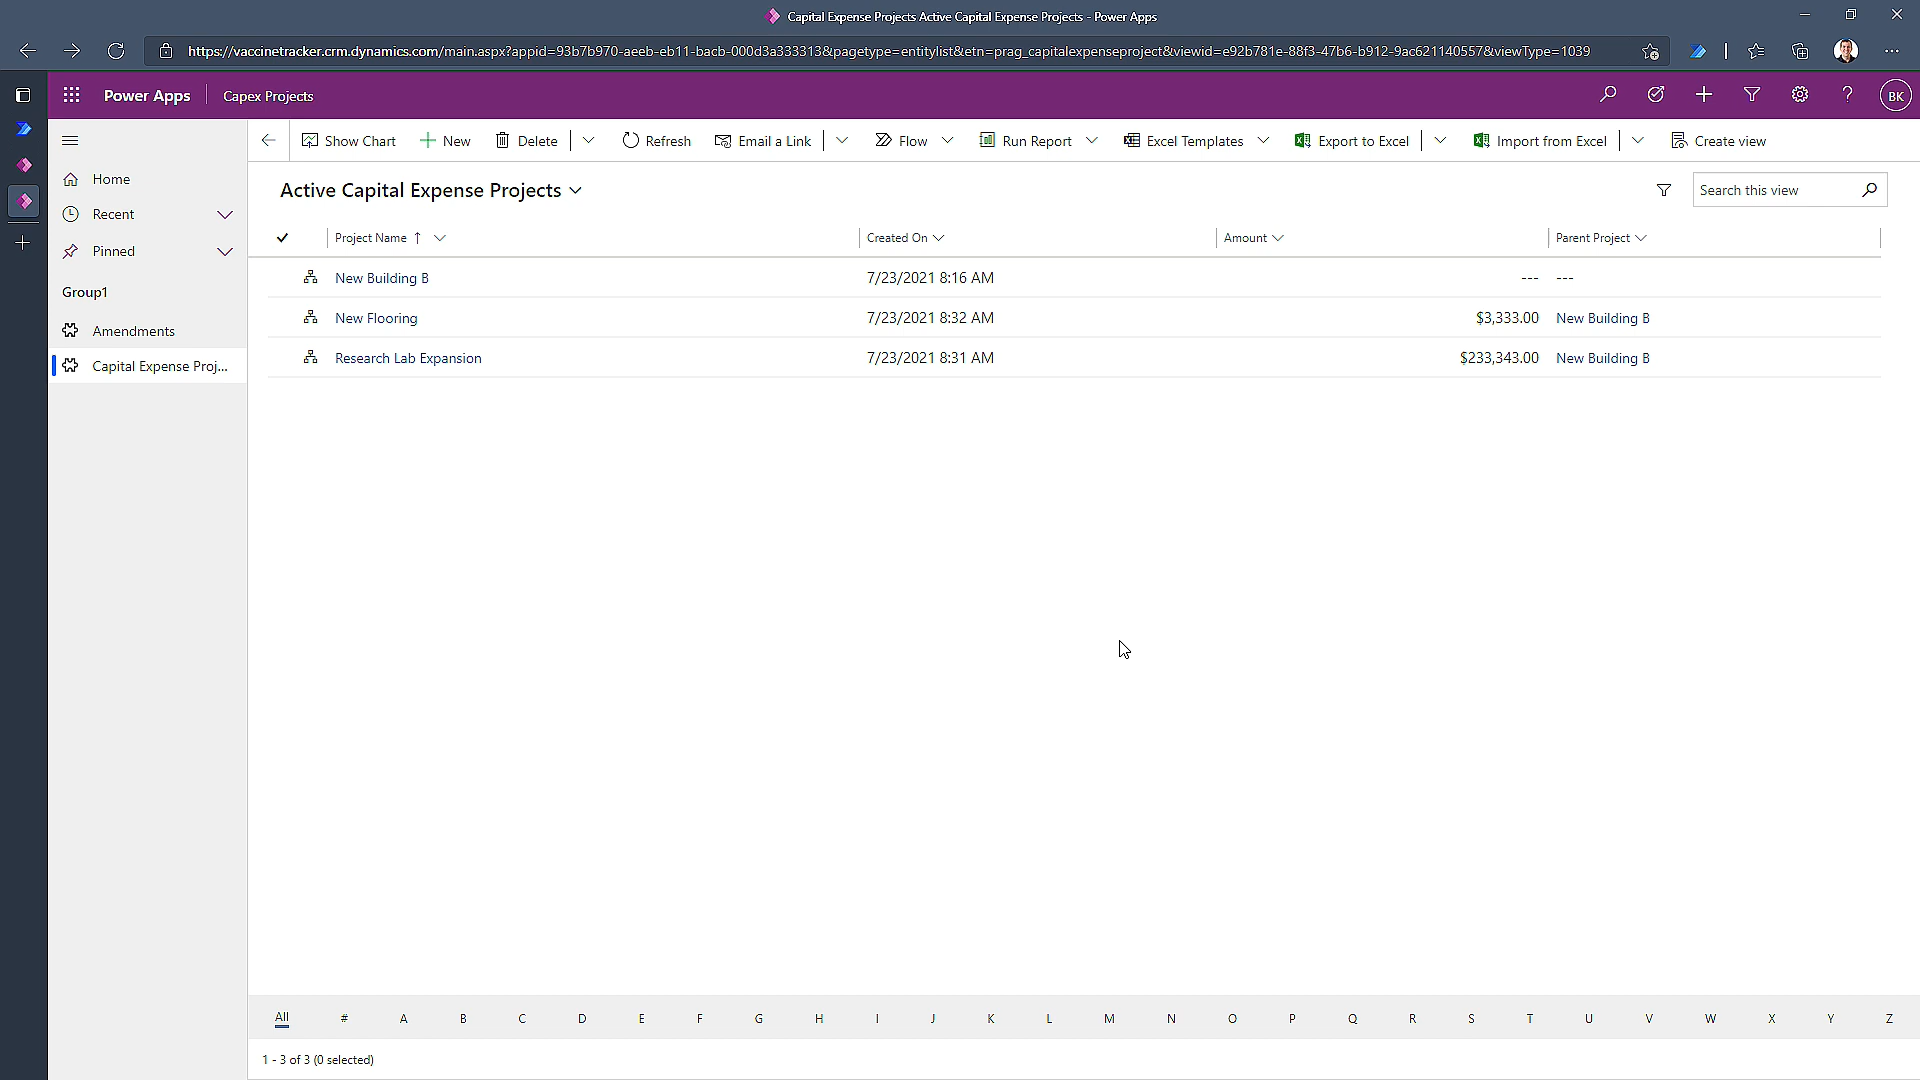 Capital Expense Projects Active Capital Expense Projects - Power Apps
https://vaccinetracker.crm.dynamics.com/main.aspx?appid=93b7b970-aeeb-eb11-bacb-000d3a333313&pagetype=entitylist&etn=prag_capitalexpenseproject&viewid=e92b781e-88f3-47b6-b912-9ac621140557&viewType=1039
Power Apps Capex Projects ? BK
Show Chart New Delete Refresh Email a Link Flow Run Report Excel Templates Export to Excel Import from Excel Create view
Home
Recent
Pinned
Group1
Amendments
Capital Expense Proj...
Active Capital Expense Projects Search this view
Project Name ↑ Created On Amount Parent Project
New Building B 7/23/2021 8:16 AM --- ---
New Flooring 7/23/2021 8:32 AM $3,333.00 New Building B
Research Lab Expansion 7/23/2021 8:31 AM $233,343.00 New Building B
All # A B C D E F G H I J K L M N O P Q R S T U V W X Y Z
1 - 3 of 3 (0 selected)